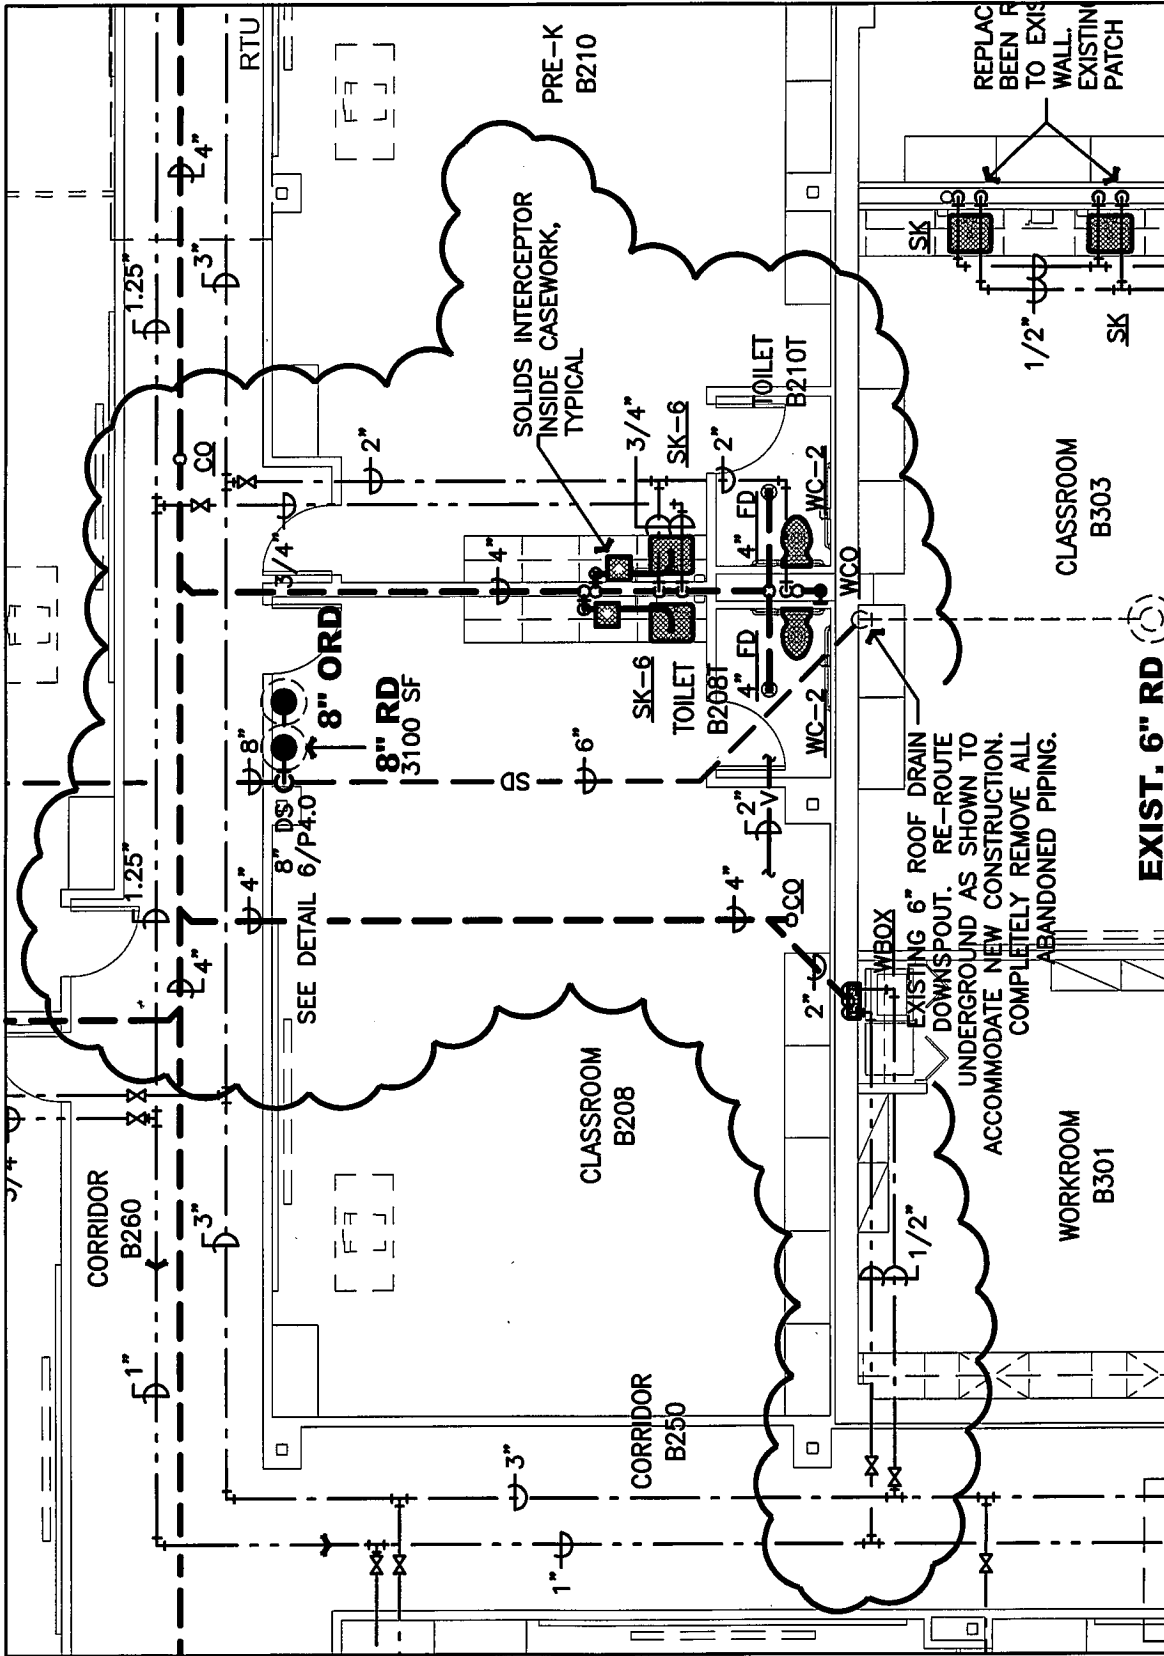 RTU
PRE-K
B210
REPLAC
BEEN R
TO EXIS
WALL.
EXISTING
PATCH
4"
3"
1.25"
SOLIDS INTERCEPTOR
INSIDE CASEWORK,
TYPICAL
SK
1/2"
SK
CO
2"
3/4"
SK-6
2"
TOILET
B210T
3/4"
4"
4" FD
WC-2
WCO
CLASSROOM
B303
8" ORD
8" RD
3100 SF
SK-6
TOILET
B208T
4" FD
WC-2
8"
SD
6"
2"
V
8" DS
SEE DETAIL 6/P4.0
1.25"
4"
4"
CO
4"
2"
WBOX
EXISTING 6" ROOF DRAIN
DOWNSPOUT. RE-ROUTE
UNDERGROUND AS SHOWN TO
ACCOMMODATE NEW CONSTRUCTION.
COMPLETELY REMOVE ALL
ABANDONED PIPING.
EXIST. 6" RD
3/4"
CORRIDOR
B260
3"
1"
CLASSROOM
B208
1/2"
WORKROOM
B301
CORRIDOR
B250
3"
1"